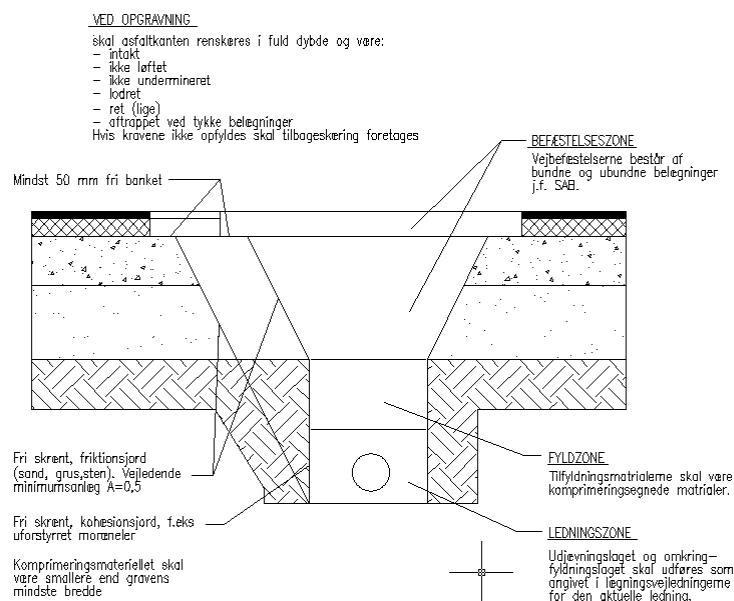 VED OPGRAVNING
skal asfaltkanten renskæres i fuld dybde og være:
- intakt
- ikke løftet
- ikke undermineret
- lodret
- ret (lige)
- aftrappet ved tykke belægninger
Hvis kravene ikke opfyldes skal tilbageskæring foretages
BEFÆSTELSESZONE
Vejbefæstelserne består af
bundne og ubundne belægninger
j.f. SAB.
Mindst 50 mm fri banket
Fri skrænt, friktionsjord
(sand, grus,sten). Vejledende
minimumsanlæg A=0,5
Fri skrænt, kohæsionsjord, f.eks
uforstyrret moræneler
Komprimeringsmateriellet skal
være smallere end gravens
mindste bredde
FYLDZONE
Tilfyldningsmatrialerne skal være
komprimeringsegnede matrialer.
LEDNINGSZONE
Udjævningslaget og omkring-
fyldningslaget skal udføres som
angivet i lægningsvejledningerne
for den aktuelle ledning.